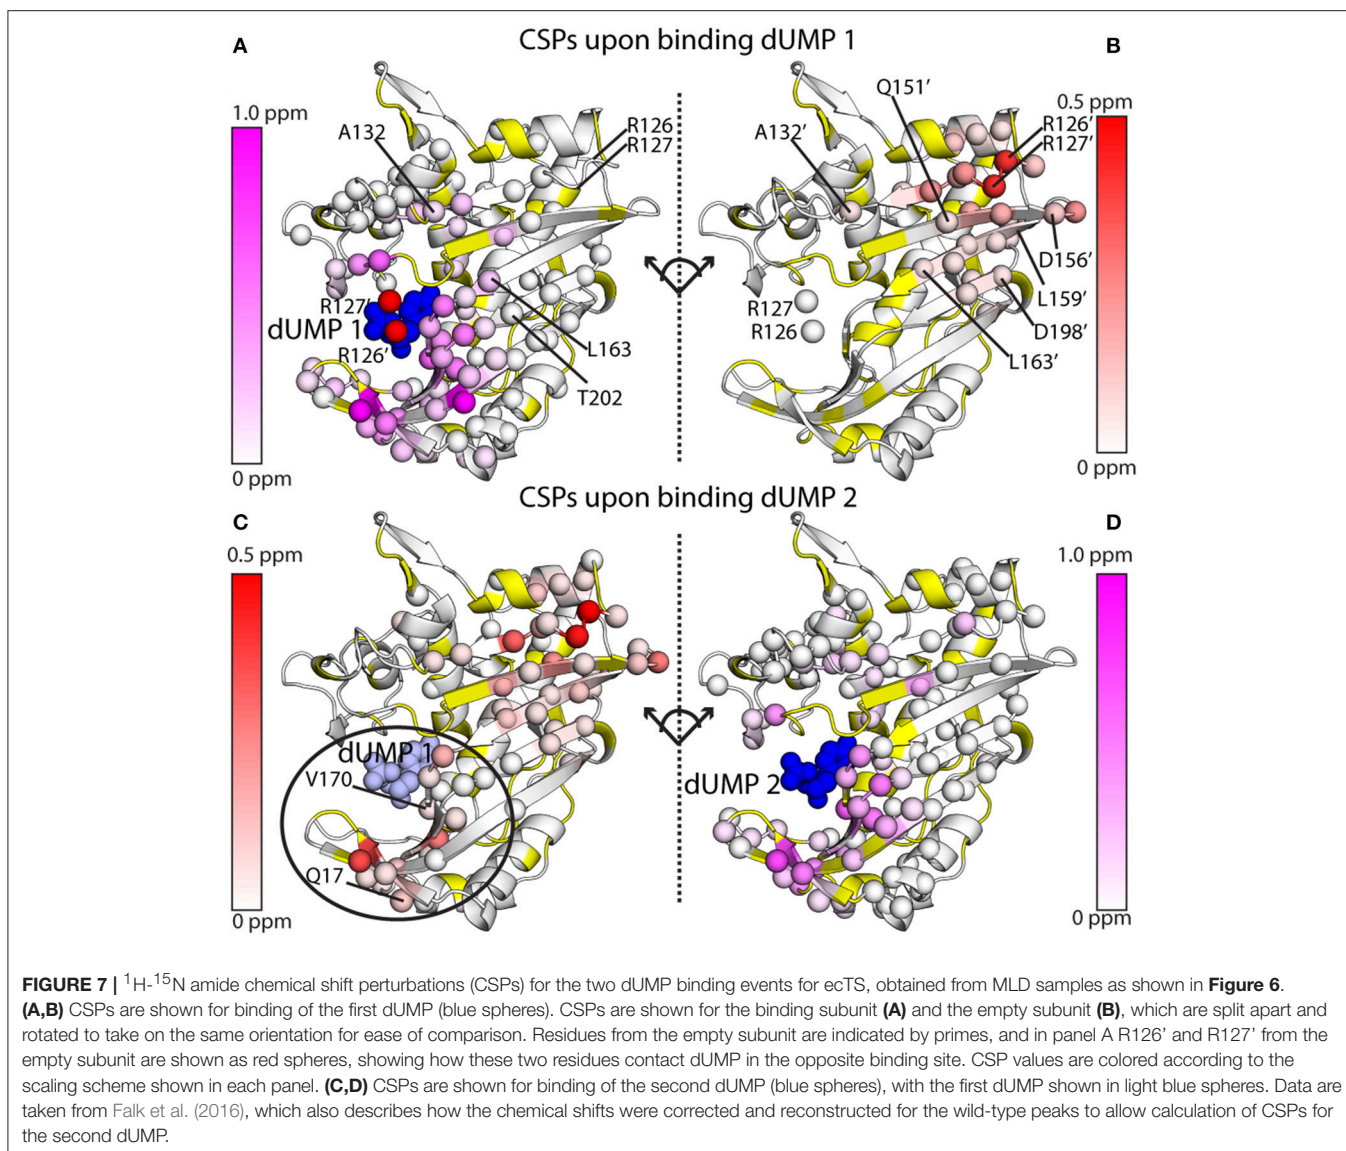 CSPs upon binding dUMP 1
A
B
1.0 ppm
0 ppm
A132
R126
R127
R127’
dUMP 1
R126’
L163
T202
Q151’
A132’
0.5 ppm
R126’
R127’
D156’
L159’
D198’
L163’
R127
R126
0 ppm
CSPs upon binding dUMP 2
C
D
0.5 ppm
0 ppm
dUMP 1
V170
Q17
1.0 ppm
dUMP 2
0 ppm
FIGURE 7 | 1H-15N amide chemical shift perturbations (CSPs) for the two dUMP binding events for ecTS, obtained from MLD samples as shown in Figure 6.
(A,B) CSPs are shown for binding of the first dUMP (blue spheres). CSPs are shown for the binding subunit (A) and the empty subunit (B), which are split apart and
rotated to take on the same orientation for ease of comparison. Residues from the empty subunit are indicated by primes, and in panel A R126’ and R127’ from the
empty subunit are shown as red spheres, showing how these two residues contact dUMP in the opposite binding site. CSP values are colored according to the
scaling scheme shown in each panel. (C,D) CSPs are shown for binding of the second dUMP (blue spheres), with the first dUMP shown in light blue spheres. Data are
taken from Falk et al. (2016), which also describes how the chemical shifts were corrected and reconstructed for the wild-type peaks to allow calculation of CSPs for
the second dUMP.